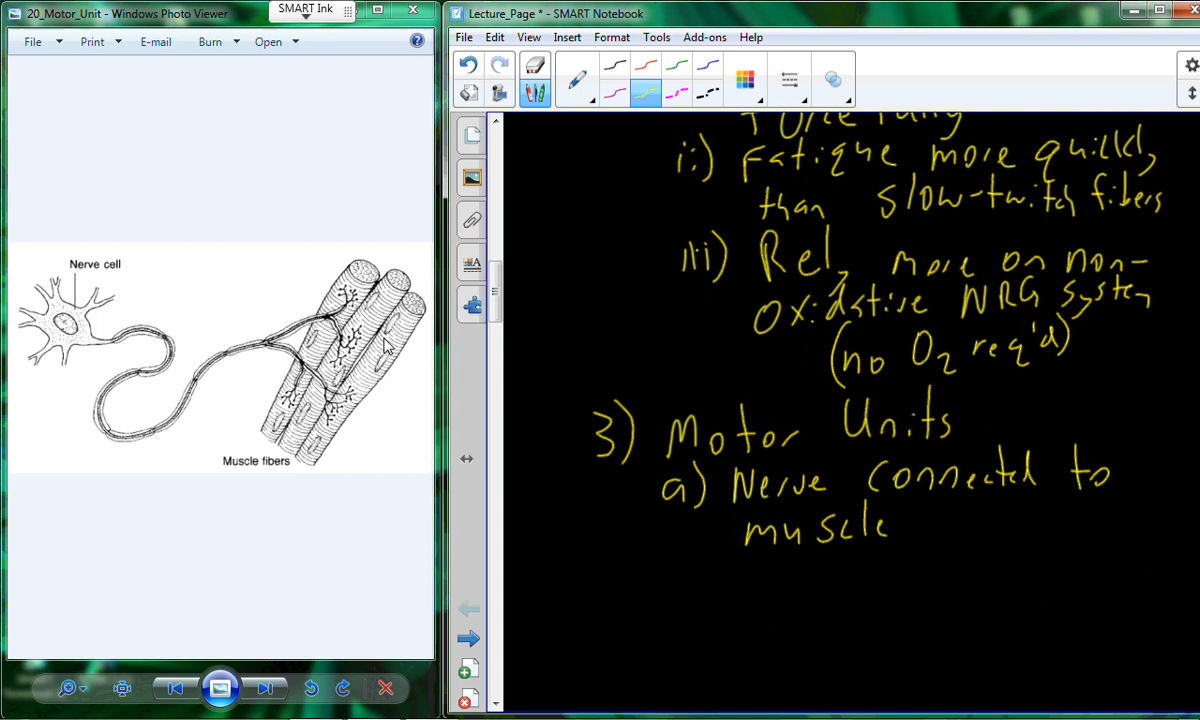 20_Motor_Unit - Windows Photo Viewer
SMART Ink
File Print E-mail Burn Open
Nerve cell
Muscle fibers
Lecture_Page * - SMART Notebook
File Edit View Insert Format Tools Add-ons Help
ii) Fatigue more quickly
than slow-twitch fibers
iii) Rely more on non-
oxidative NRG system
(no O2 req'd)
3) Motor Units
a) Nerve connected to
muscle